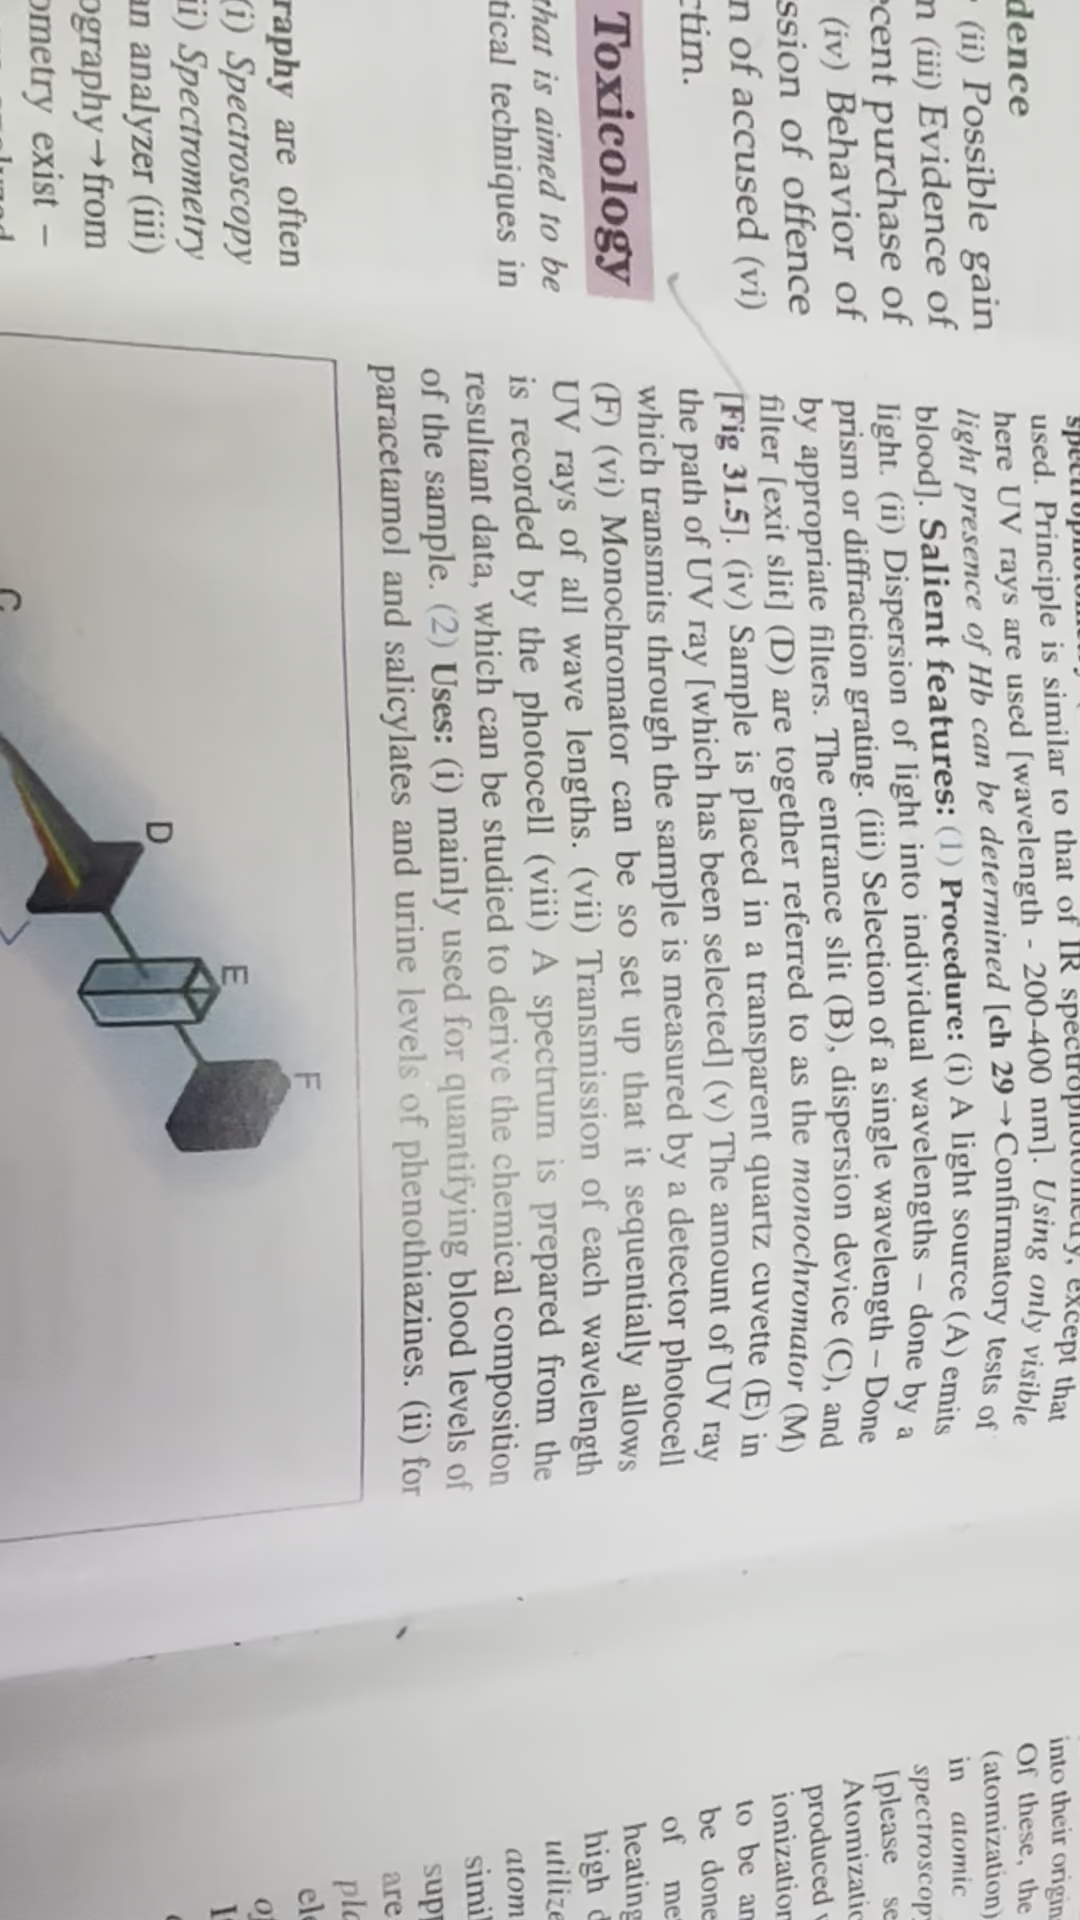 dence
(ii) Possible gain
n (iii) Evidence of
cent purchase of
(iv) Behavior of
ssion of offence
n of accused (vi)
ctim.
Toxicology
that is aimed to be
tical techniques in
raphy are often
(i) Spectroscopy
ii) Spectrometry
an analyzer (iii)
ography→from
ometry exist –
used. Principle is similar to that of IR spectrophotometry, except that
here UV rays are used [wavelength - 200-400 nm]. Using only visible
light presence of Hb can be determined [ch 29→Confirmatory tests of
blood]. Salient features: (1) Procedure: (i) A light source (A) emits
light. (ii) Dispersion of light into individual wavelengths – done by a
prism or diffraction grating. (iii) Selection of a single wavelength – Done
by appropriate filters. The entrance slit (B), dispersion device (C), and
filter [exit slit] (D) are together referred to as the monochromator (M)
[Fig 31.5]. (iv) Sample is placed in a transparent quartz cuvette (E) in
the path of UV ray [which has been selected] (v) The amount of UV ray
which transmits through the sample is measured by a detector photocell
(F) (vi) Monochromator can be so set up that it sequentially allows
UV rays of all wave lengths. (vii) Transmission of each wavelength
is recorded by the photocell (viii) A spectrum is prepared from the
resultant data, which can be studied to derive the chemical composition
of the sample. (2) Uses: (i) mainly used for quantifying blood levels of
paracetamol and salicylates and urine levels of phenothiazines. (ii) for
F
E
D
C
into their origin
Of these, the
(atomization)
in atomic
spectroscop
[please se
Atomizatio
produced
ionization
to be an
be done
of me
heating
high
utilize
atom
simil
supp
are
pla
ele
of